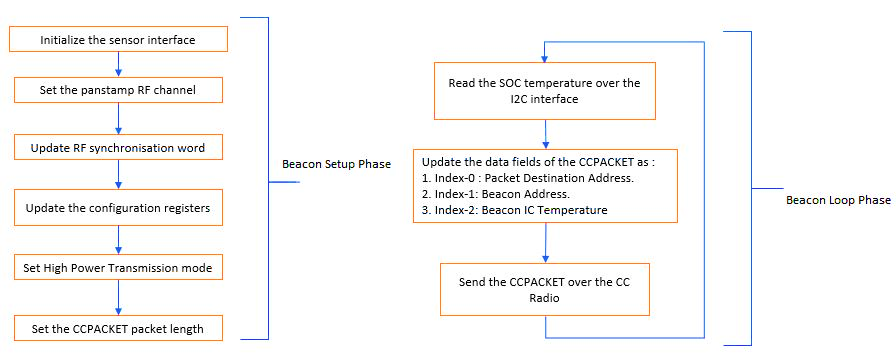 Initialize the sensor interface
Set the panstamp RF channel
Update RF synchronisation word
Update the configuration registers
Set High Power Transmission mode
Set the CCPACKET packet length
Beacon Setup Phase
Read the SOC temperature over the
I2C interface
Update the data fields of the CCPACKET as :
1. Index-0 : Packet Destination Address.
2. Index-1: Beacon Address.
3. Index-2: Beacon IC Temperature
Send the CCPACKET over the CC
Radio
Beacon Loop Phase